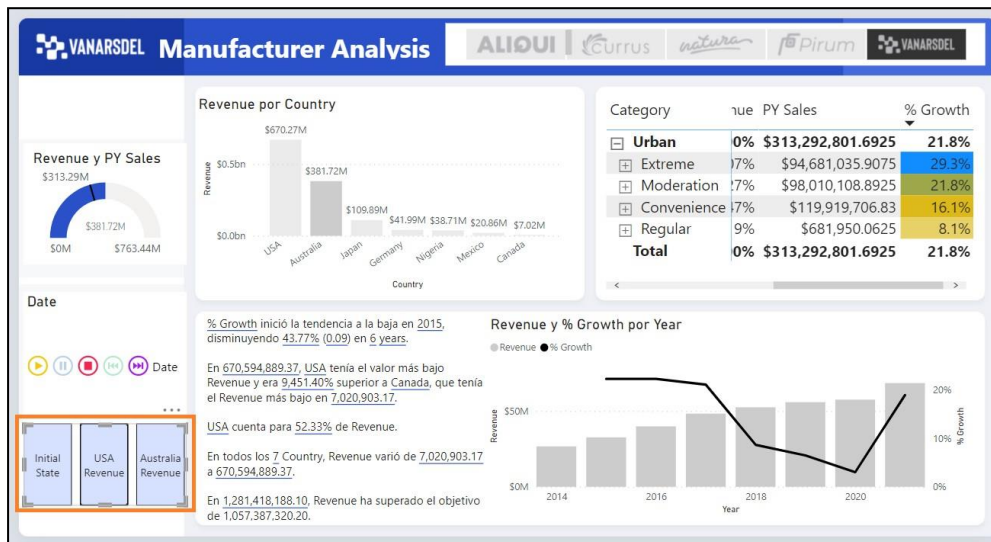 VANARSDEL Manufacturer Analysis
ALIQUI Currus natura Pirum VANARSDEL
Revenue y PY Sales
$313.29M
$381.72M
$0M $763.44M
Date
Date
Initial State
USA Revenue
Australia Revenue
Revenue por Country
$670.27M
$381.72M
$109.89M
$41.99M
$38.71M
$20.86M
$7.02M
$0.5bn
$0.0bn
Revenue
USA
Australia
Japan
Germany
Nigeria
Mexico
Canada
Country
Category PY Sales % Growth
Urban 0% $313,292,801.6925 21.8%
Extreme 7% $94,681,035.9075 29.3%
Moderation 27% $98,010,108.8925 21.8%
Convenience 47% $119,919,706.83 16.1%
Regular 9% $681,950.0625 8.1%
Total 0% $313,292,801.6925 21.8%
% Growth inició la tendencia a la baja en 2015,
disminuyendo 43.77% (0.09) en 6 years.
En 670,594,889.37, USA tenía el valor más bajo
Revenue y era 9,451.40% superior a Canada, que tenía
el Revenue más bajo en 7,020,903.17.
USA cuenta para 52.33% de Revenue.
En todos los 7 Country, Revenue varió de 7,020,903.17
a 670,594,889.37.
En 1,281,418,188.10, Revenue ha superado el objetivo
de 1,057,387,320.20.
Revenue y % Growth por Year
Revenue % Growth
$50M
$0M
Revenue
20%
10%
0%
% Growth
2014 2016 2018 2020
Year